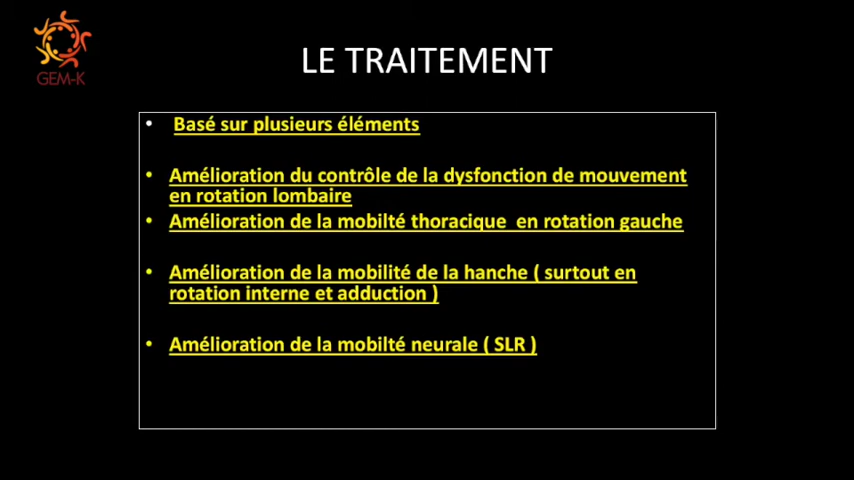 GEM-K
LE TRAITEMENT
• Basé sur plusieurs éléments
• Amélioration du contrôle de la dysfonction de mouvement
en rotation lombaire
• Amélioration de la mobilté thoracique en rotation gauche
• Amélioration de la mobilité de la hanche ( surtout en
rotation interne et adduction )
• Amélioration de la mobilté neurale ( SLR )